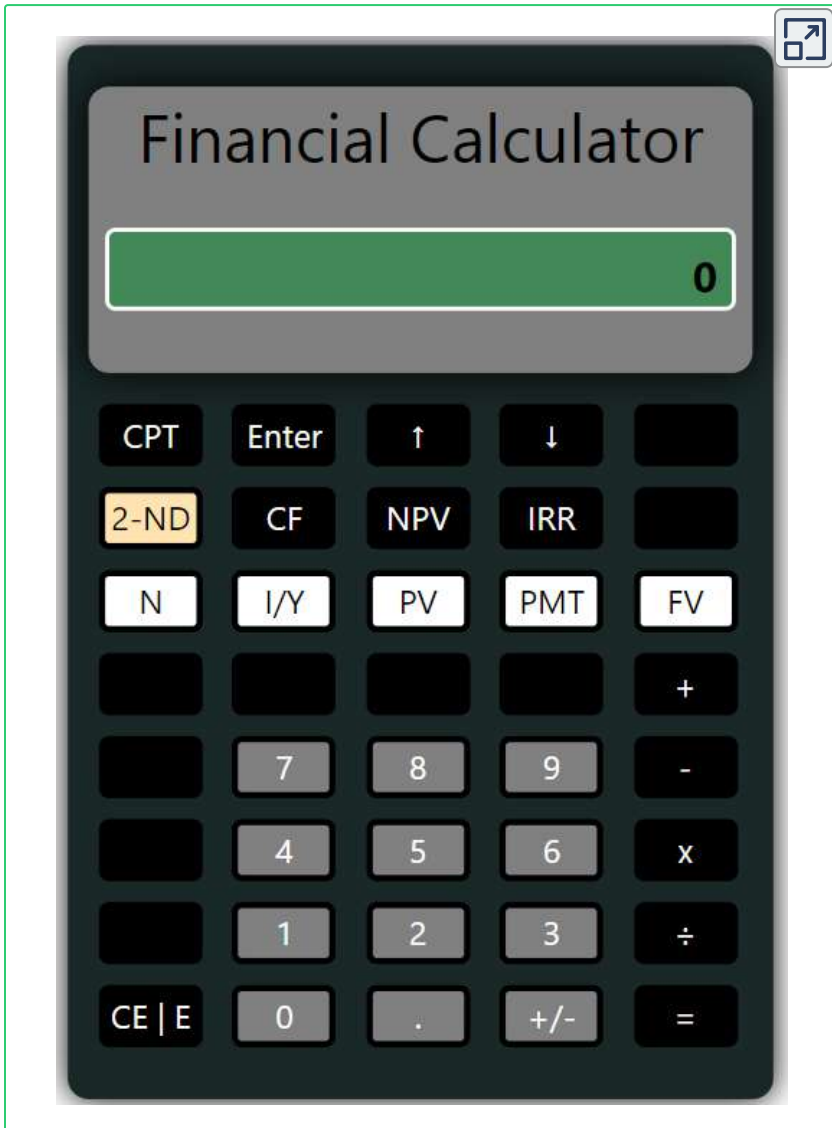 Financial Calculator
0
CPT Enter ↑ ↓
2-ND CF NPV IRR
N I/Y PV PMT FV
+
7 8 9 -
4 5 6 x
1 2 3 ÷
CE | E 0 . +/- =